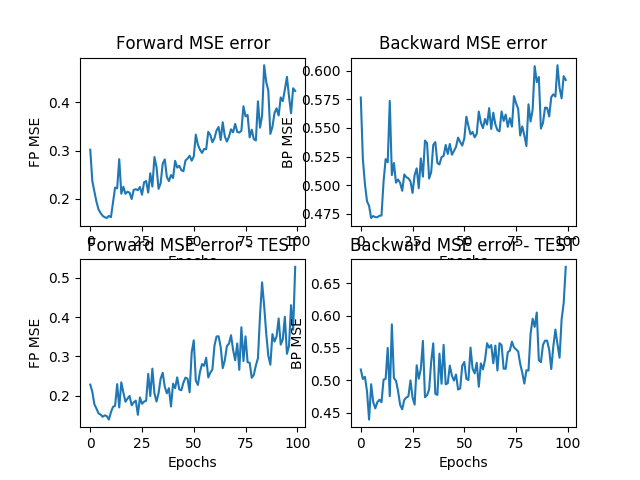 Forward MSE error
Backward MSE error
FP MSE
0.4
0.3
0.2
0 25 50 75 100
Epochs
BP MSE
0.600
0.575
0.550
0.525
0.500
0.475
0 25 50 75 100
Epochs
Forward MSE error - TEST
Backward MSE error - TEST
FP MSE
0.5
0.4
0.3
0.2
0 25 50 75 100
Epochs
BP MSE
0.65
0.60
0.55
0.50
0.45
0 25 50 75 100
Epochs